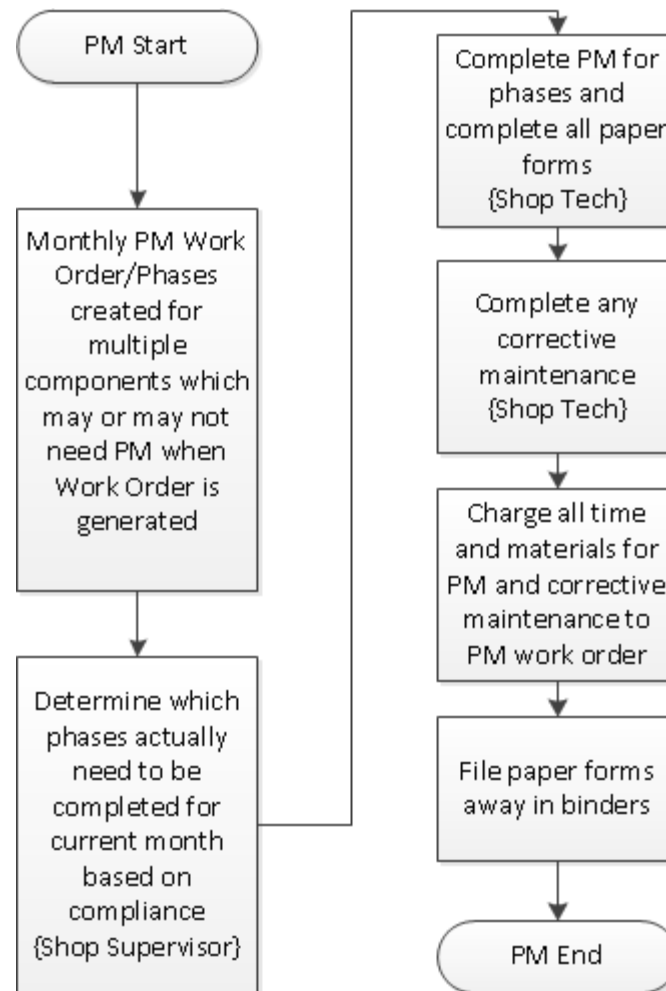 PM Start
Monthly PM Work
Order/Phases
created for
multiple
components which
may or may not
need PM when
Work Order is
generated
Determine which
phases actually
need to be
completed for
current month
based on
compliance
{Shop Supervisor}
Complete PM for
phases and
complete all paper
forms
{Shop Tech}
Complete any
corrective
maintenance
{Shop Tech}
Charge all time
and materials for
PM and corrective
maintenance to
PM work order
File paper forms
away in binders
PM End